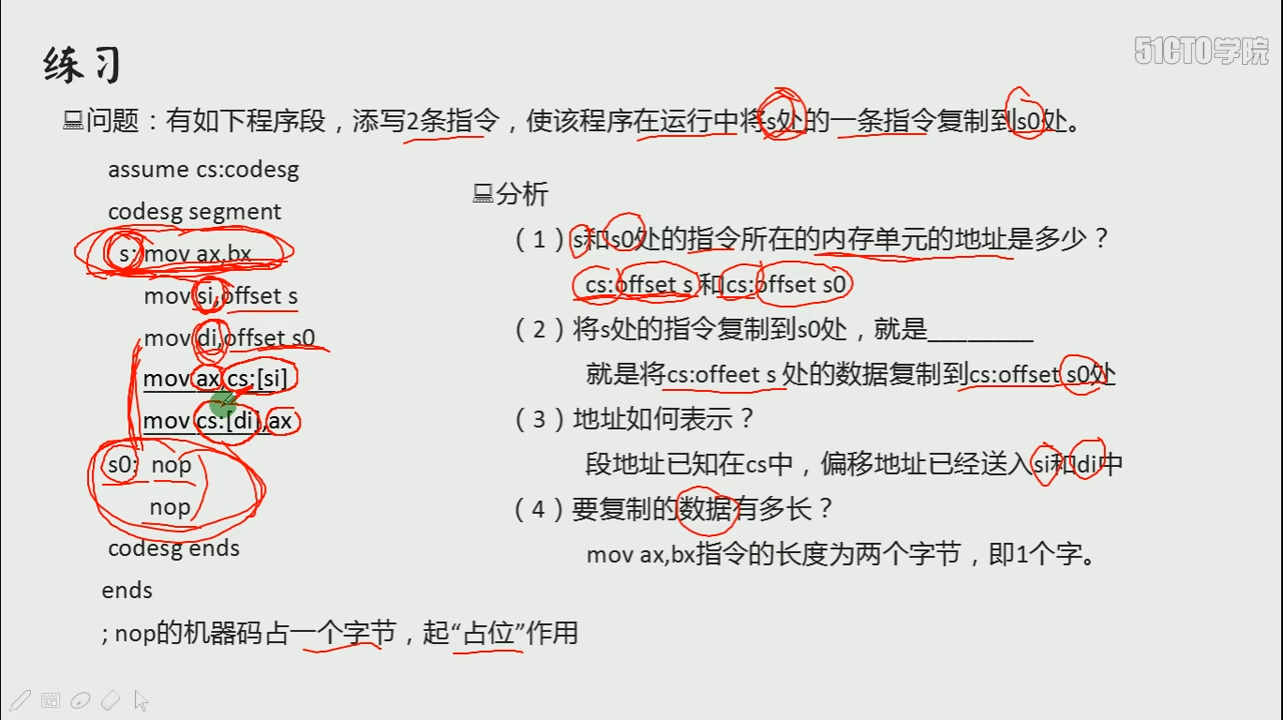 51CTO学院
练习
问题：有如下程序段，添写2条指令，使该程序在运行中将s处的一条指令复制到s0处。
assume cs:codesg
codesg segment
s: mov ax,bx
mov si,offset s
mov di,offset s0
mov ax,cs:[si]
mov cs:[di],ax
s0: nop
nop
codesg ends
ends
; nop的机器码占一个字节，起“占位”作用
分析
（1）s和s0处的指令所在的内存单元的地址是多少？
cs:offset s 和cs:offset s0
（2）将s处的指令复制到s0处，就是________
就是将cs:offeet s 处的数据复制到cs:offset s0处
（3）地址如何表示？
段地址已知在cs中，偏移地址已经送入si和di中
（4）要复制的数据有多长？
mov ax,bx指令的长度为两个字节，即1个字。